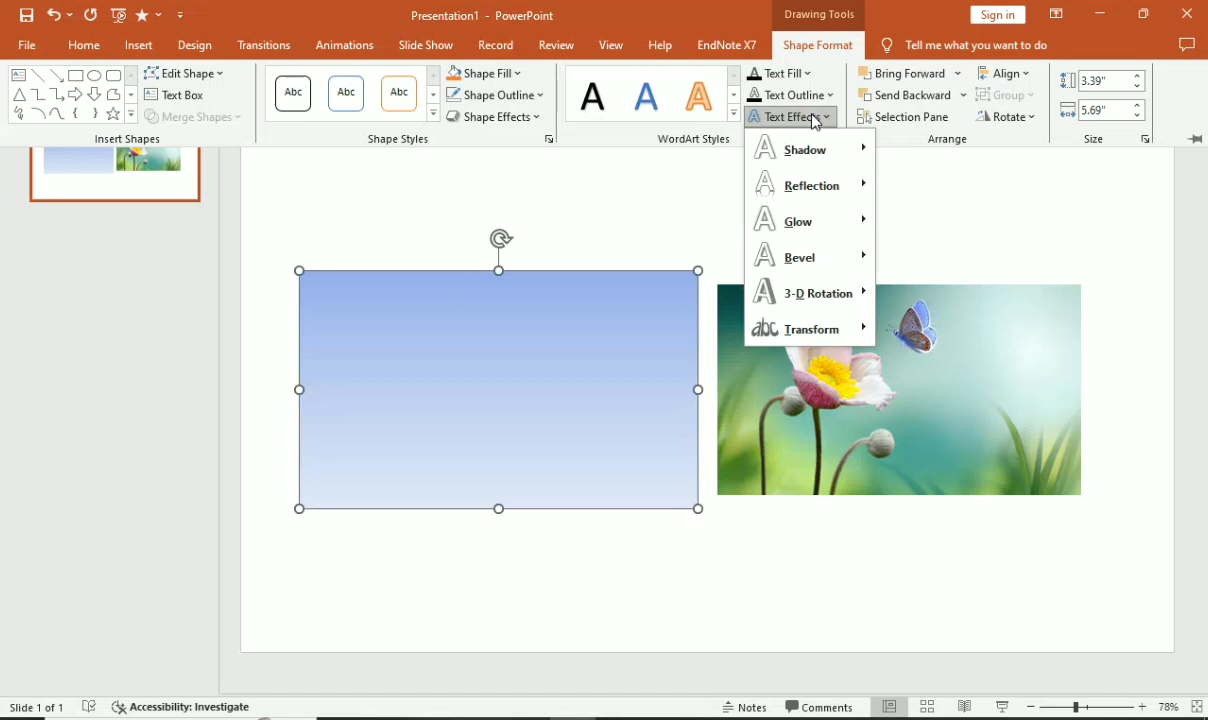 Presentation1 - PowerPoint
Drawing Tools
Sign in
File
Home
Insert
Design
Transitions
Animations
Slide Show
Record
Review
View
Help
EndNote X7
Shape Format
Tell me what you want to do
Edit Shape
Text Box
Merge Shapes
Insert Shapes
Abc
Abc
Abc
Shape Fill
Shape Outline
Shape Effects
Shape Styles
A
A
A
Text Fill
Text Outline
Text Effects
WordArt Styles
Bring Forward
Send Backward
Selection Pane
Align
Group
Rotate
Arrange
3.39"
5.69"
Size
Shadow
Reflection
Glow
Bevel
3-D Rotation
Transform
Slide 1 of 1
Accessibility: Investigate
Notes
Comments
78%